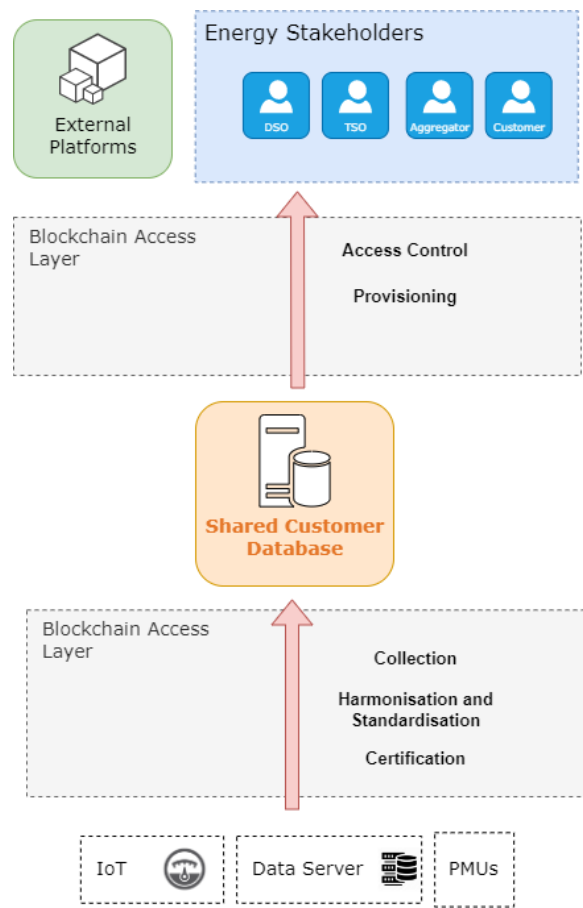 Energy Stakeholders
External
Platforms
DSO
TSO
Aggregator
Customer
Blockchain Access
Layer
Access Control
Provisioning
Shared Customer
Database
Blockchain Access
Layer
Collection
Harmonisation and
Standardisation
Certification
IoT
Data Server
PMUs